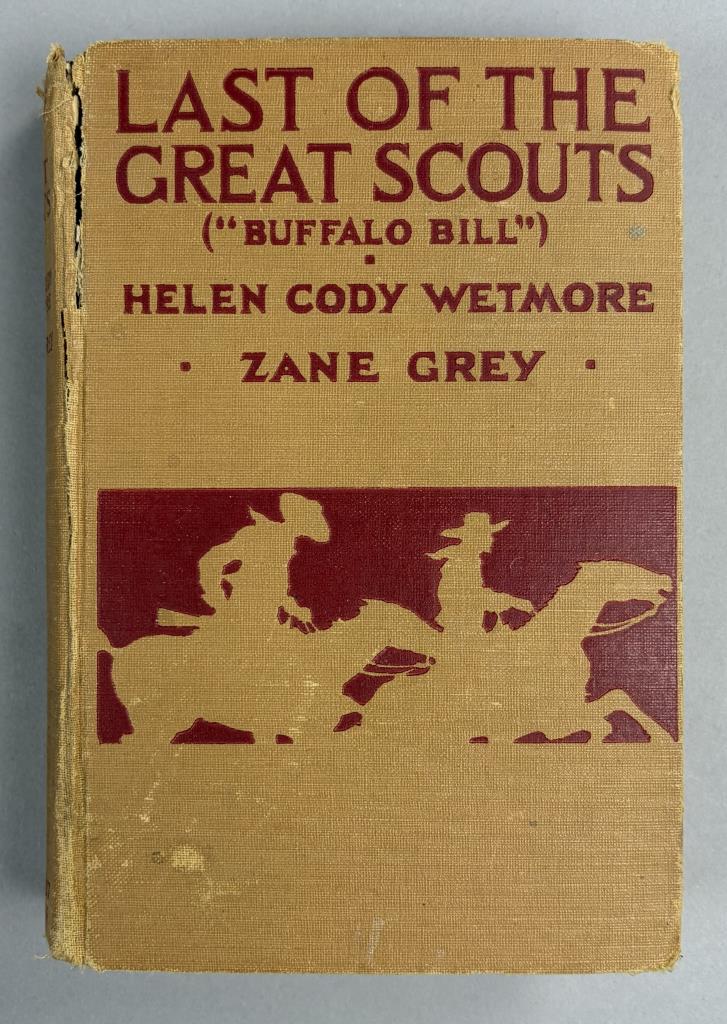 LAST OF THE
GREAT SCOUTS
("BUFFALO BILL")
HELEN CODY WETMORE
· ZANE GREY ·